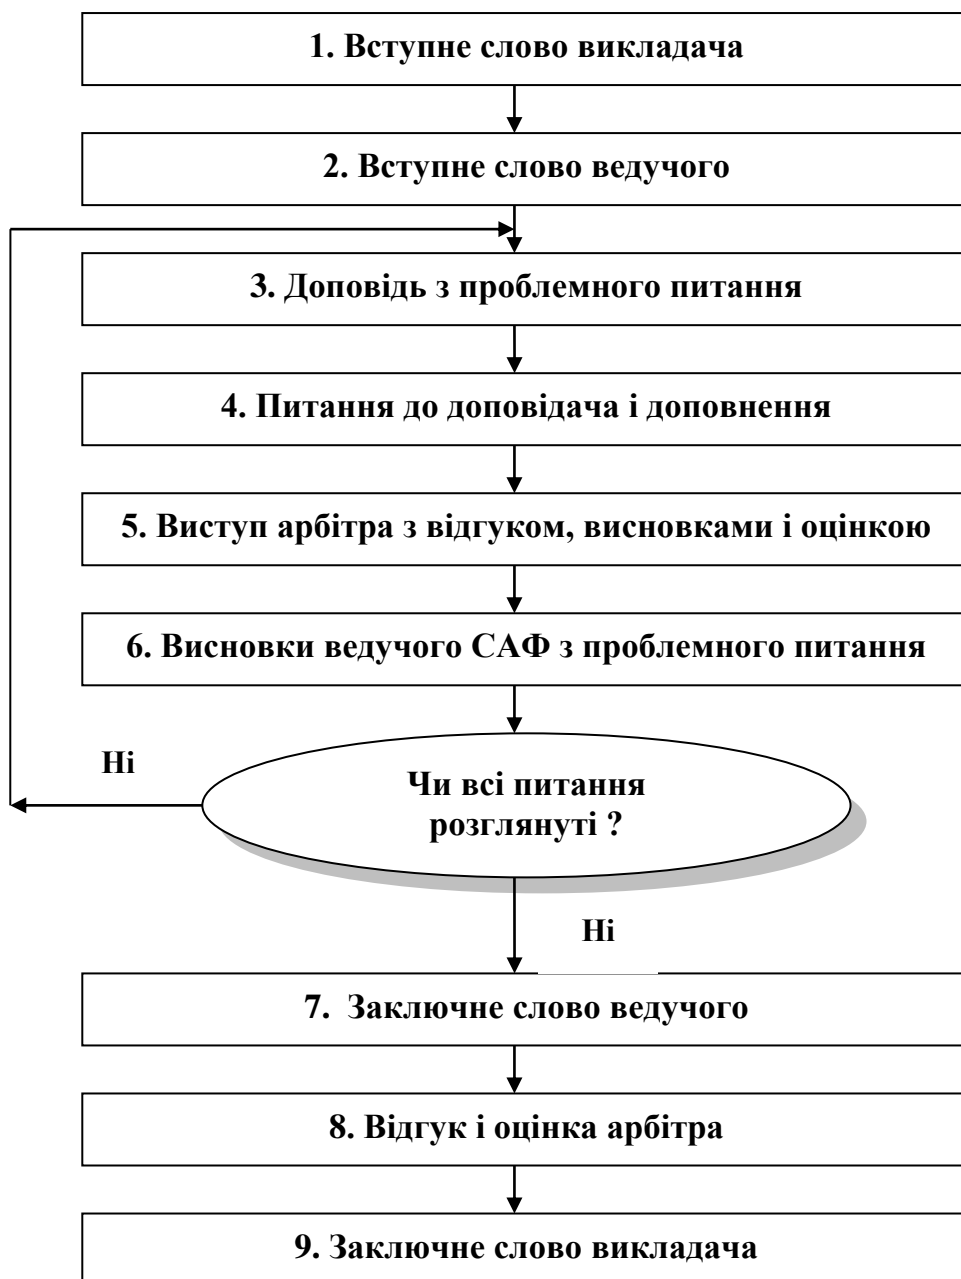 1. Вступне слово викладача
2. Вступне слово ведучого
3. Доповідь з проблемного питання
4. Питання до доповідача і доповнення
5. Виступ арбітра з відгуком, висновками і оцінкою
6. Висновки ведучого САФ з проблемного питання
Ні
Чи всі питання
розглянуті ?
Ні
7. Заключне слово ведучого
8. Відгук і оцінка арбітра
9. Заключне слово викладача